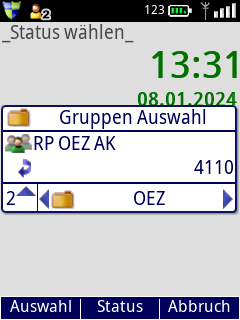 2 123
_Status wählen_
13:31
08.01.2024
Gruppen Auswahl
RP OEZ AK
4110
2 OEZ
Auswahl Status Abbruch